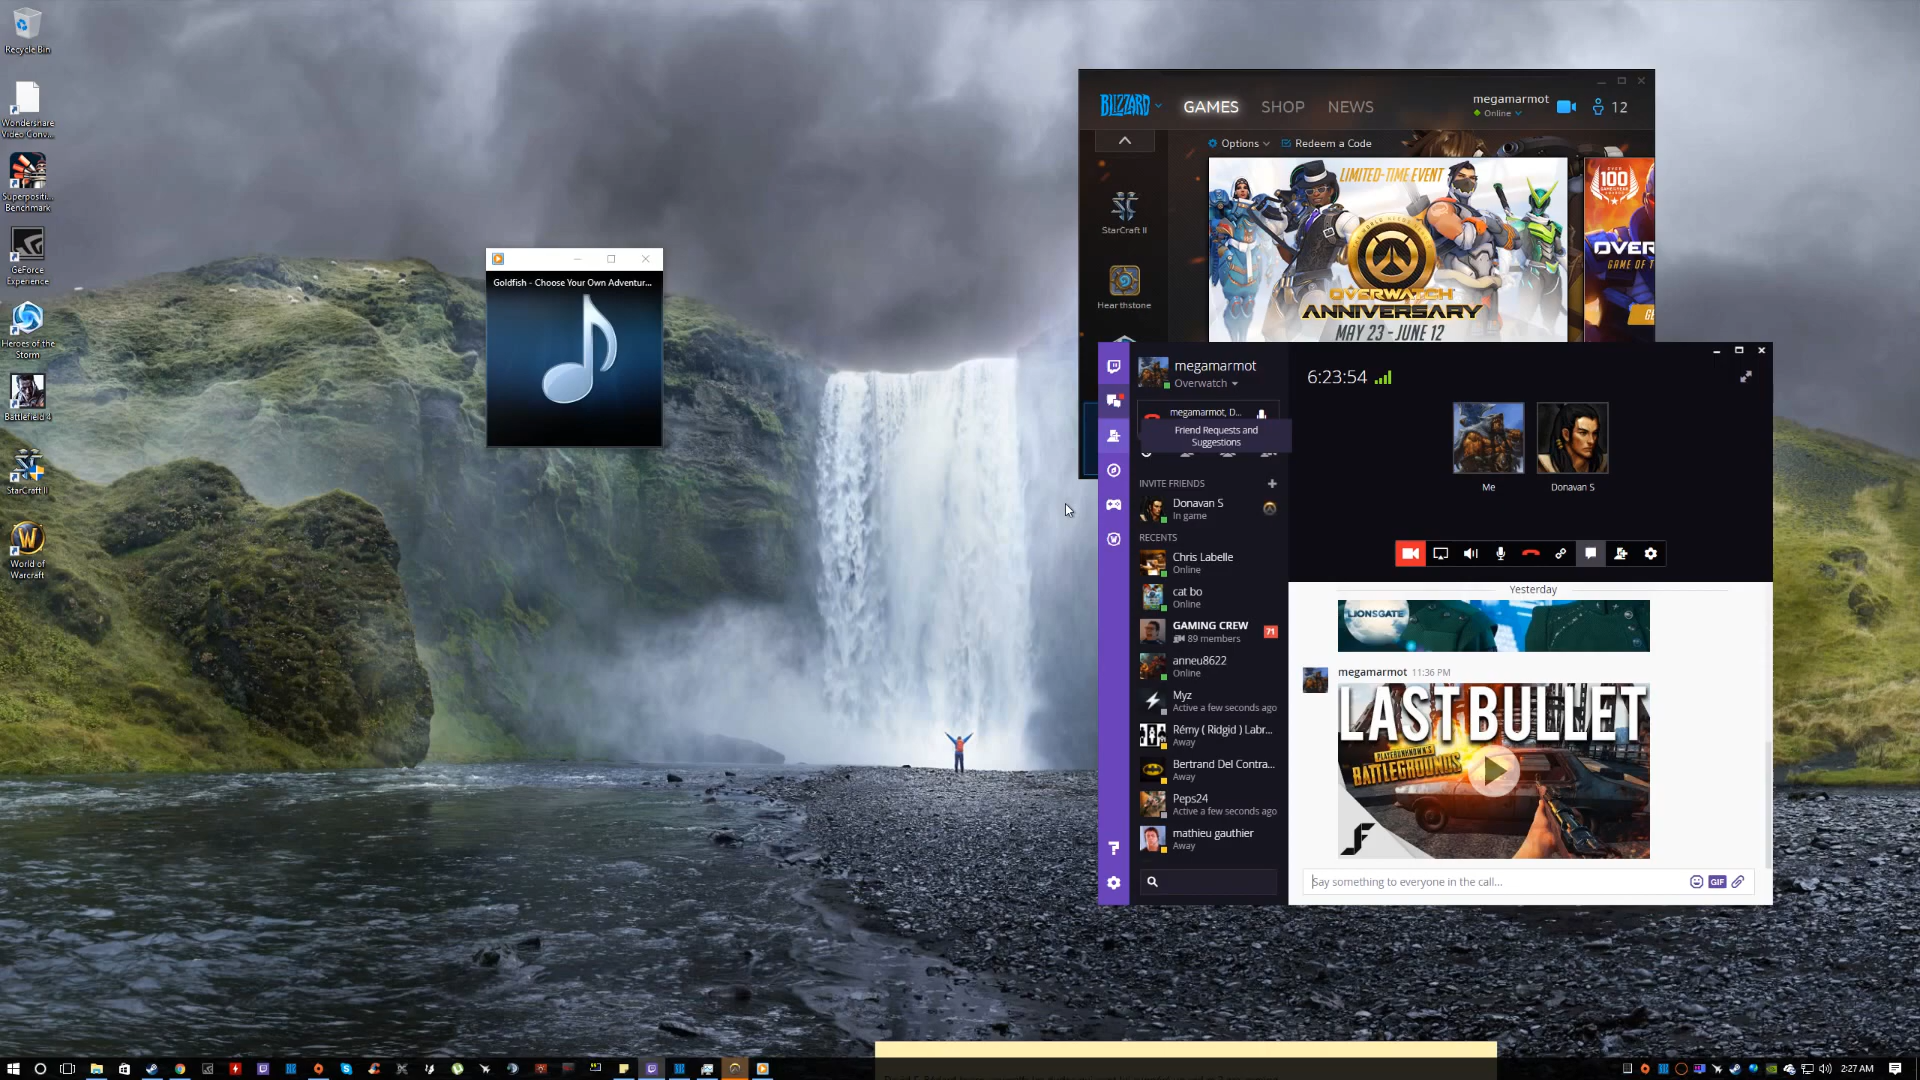 Recycle Bin
Wondershare
Video Conv...
Superpositi...
Benchmark
GeForce
Experience
Heroes of the
Storm
Battlefield 4
StarCraft II
World of
Warcraft
Goldfish - Choose Your Own Adventur...
BLIZZARD
GAMES
SHOP
NEWS
megamarmot
Online
12
Options
Redeem a Code
StarCraft II
Hearthstone
LIMITED-TIME EVENT
OVERWATCH
ANNIVERSARY
MAY 23 - JUNE 12
OVER
100
OVER
GAME OF T
megamarmot
Overwatch
megamarmot, D...
Friend Requests and
Suggestions
INVITE FRIENDS
Donavan S
In game
RECENTS
Chris Labelle
Online
cat bo
Online
GAMING CREW
89 members
71
anneu8622
Online
Myz
Active a few seconds ago
Rémy ( Ridgid ) Labr...
Away
Bertrand Del Contra...
Away
Peps24
Active a few seconds ago
mathieu gauthier
Away
6:23:54
Me
Donavan S
Yesterday
LIONSGATE
megamarmot 11:36 PM
LAST BULLET
PLAYERUNKNOWN'S
BATTLEGROUNDS
Say something to everyone in the call...
GIF
2:27 AM